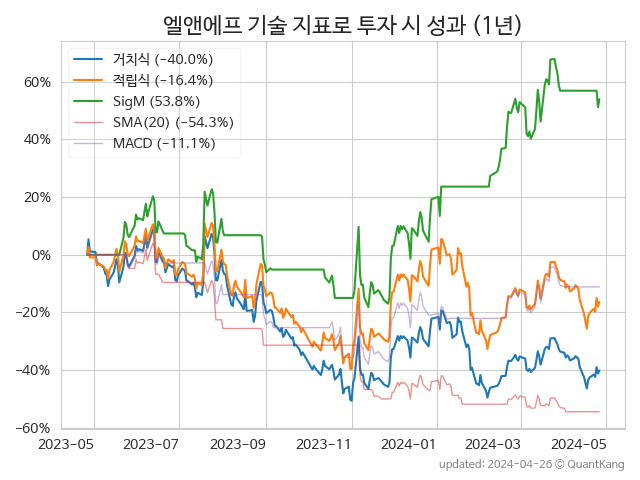 엘앤에프 기술 지표로 투자 시 성과 (1년)
거치식 (−40.0%)
적립식 (−16.4%)
SigM (53.8%)
SMA(20) (−54.3%)
MACD (−11.1%)
60%
40%
20%
0%
−20%
−40%
−60%
2023-05 2023-07 2023-09 2023-11 2024-01 2024-03 2024-05
updated: 2024-04-26 © QuantKang